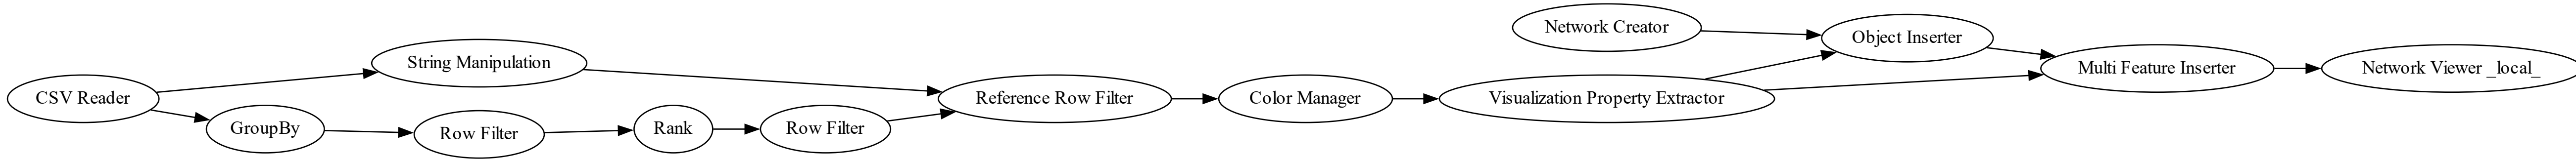 CSV Reader
String Manipulation
GroupBy
Row Filter
Rank
Row Filter
Reference Row Filter
Color Manager
Visualization Property Extractor
Network Creator
Object Inserter
Multi Feature Inserter
Network Viewer _local_